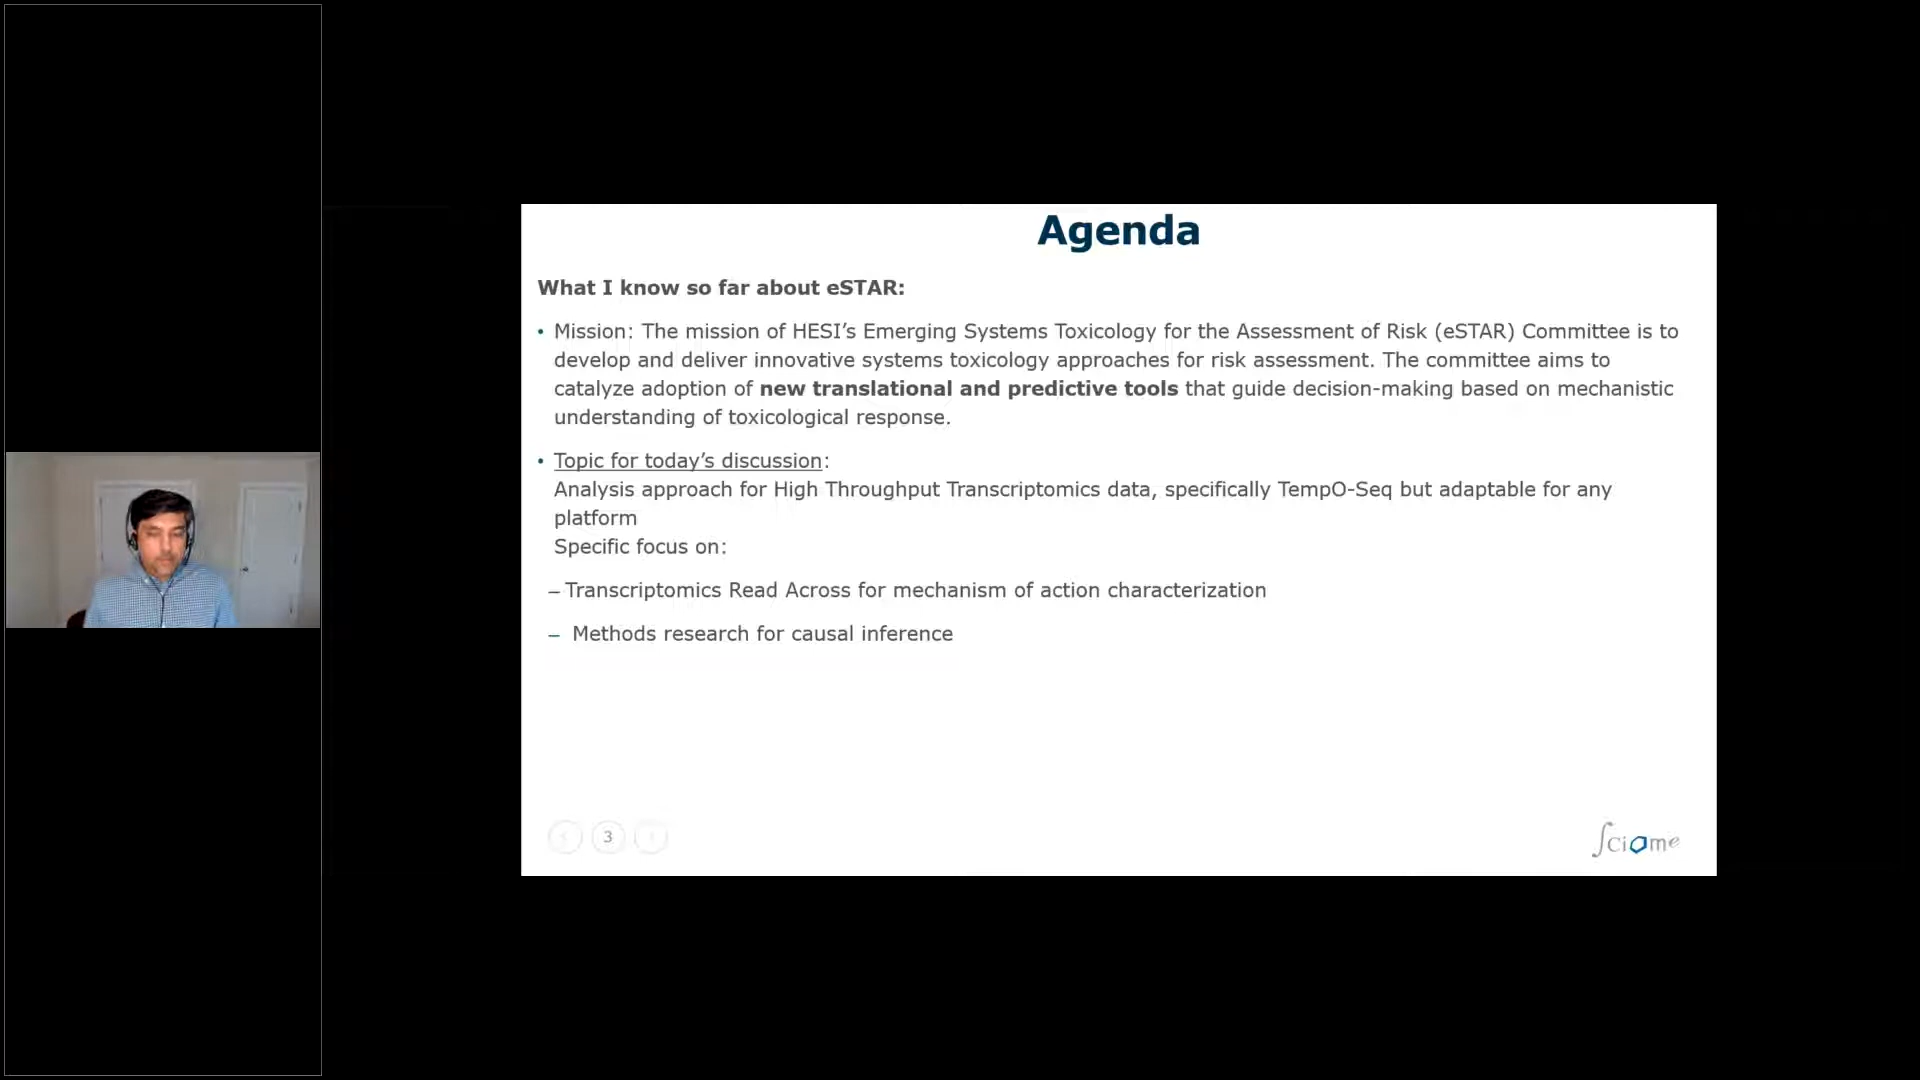 Agenda
What I know so far about eSTAR:
• Mission: The mission of HESI’s Emerging Systems Toxicology for the Assessment of Risk (eSTAR) Committee is to
develop and deliver innovative systems toxicology approaches for risk assessment. The committee aims to
catalyze adoption of new translational and predictive tools that guide decision-making based on mechanistic
understanding of toxicological response.
• Topic for today’s discussion:
Analysis approach for High Throughput Transcriptomics data, specifically TempO-Seq but adaptable for any
platform
Specific focus on:
– Transcriptomics Read Across for mechanism of action characterization
– Methods research for causal inference
3
Sciome